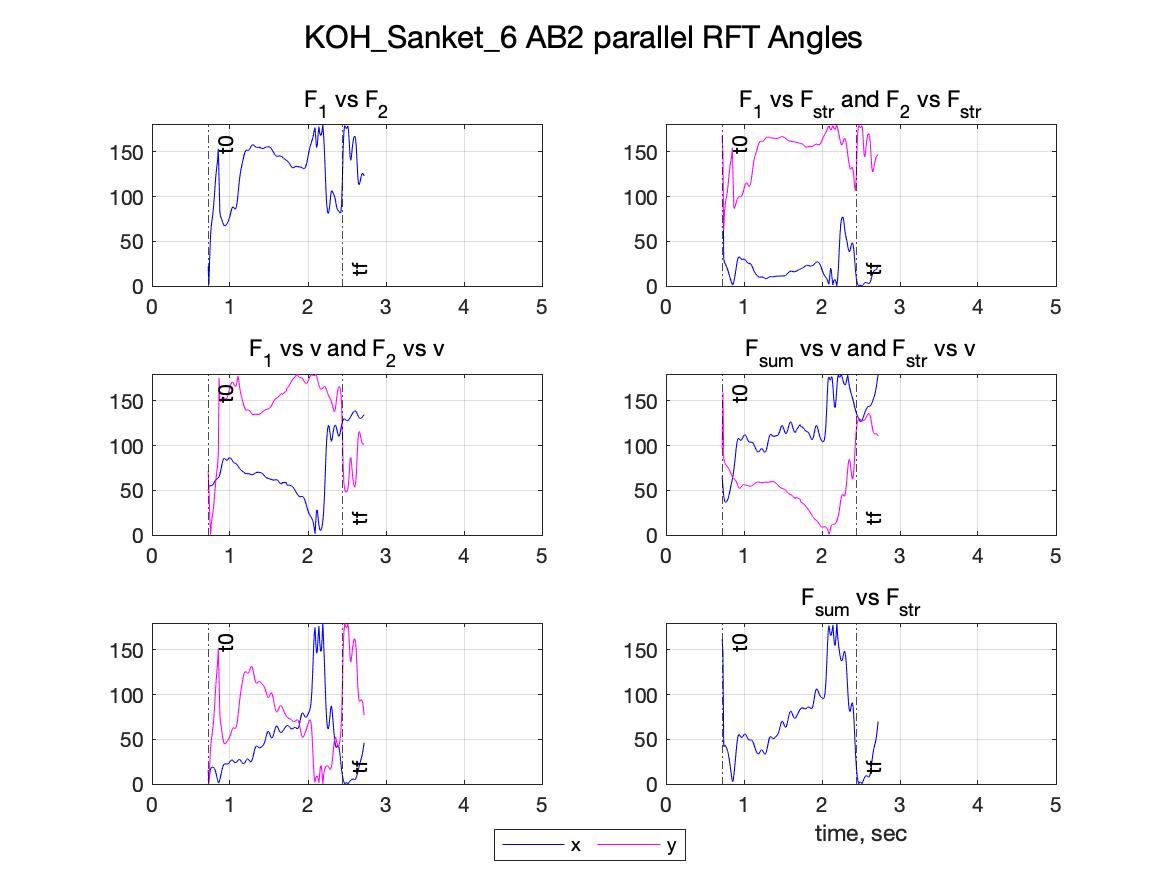 KOH_Sanket_6 AB2 parallel RFT Angles
F1 vs F2
150
100
50
0
0 1 2 3 4 5
t0
tf
F1 vs Fstr and F2 vs Fstr
150
100
50
0
0 1 2 3 4 5
t0
tf
F1 vs v and F2 vs v
150
100
50
0
0 1 2 3 4 5
t0
tf
Fsum vs v and Fstr vs v
150
100
50
0
0 1 2 3 4 5
t0
tf
150
100
50
0
0 1 2 3 4 5
t0
tf
Fsum vs Fstr
150
100
50
0
0 1 2 3 4 5
t0
tf
time, sec
x y